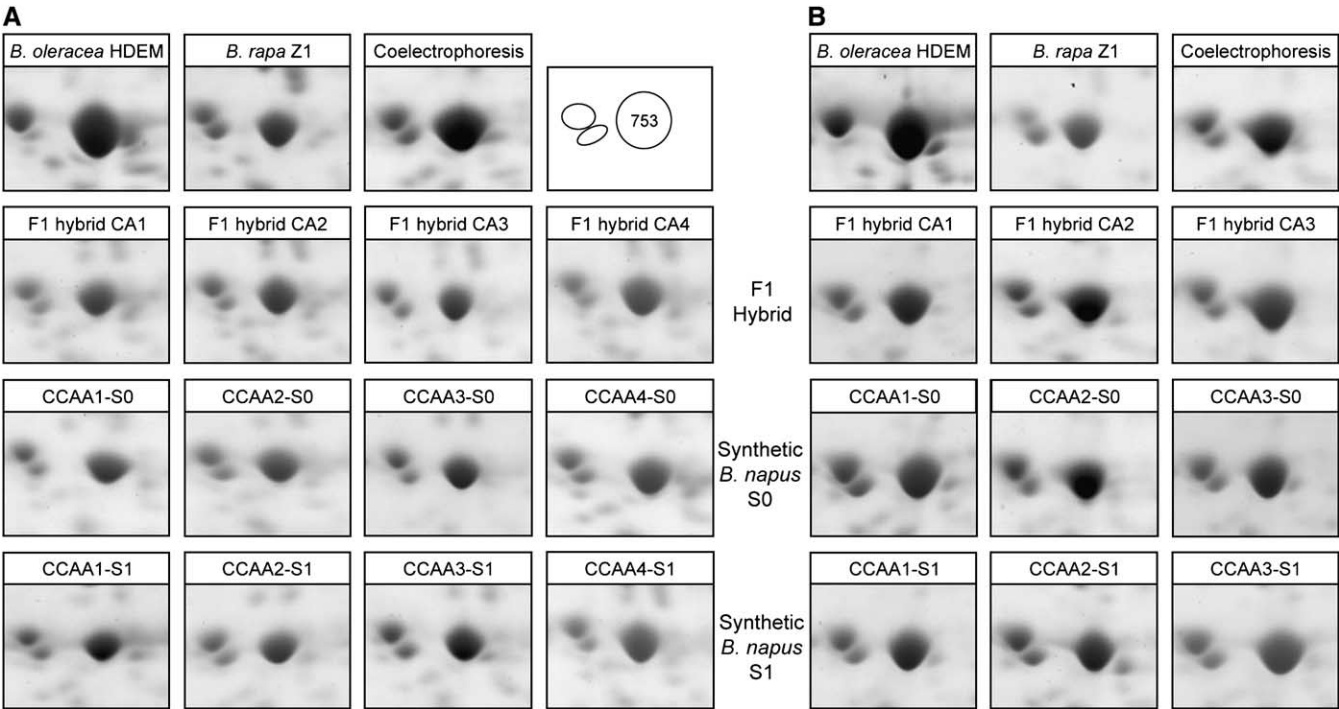 A
B. oleracea HDEM
B. rapa Z1
Coelectrophoresis
753
F1 hybrid CA1
F1 hybrid CA2
F1 hybrid CA3
F1 hybrid CA4
CCAA1-S0
CCAA2-S0
CCAA3-S0
CCAA4-S0
CCAA1-S1
CCAA2-S1
CCAA3-S1
CCAA4-S1
F1
Hybrid
Synthetic
B. napus
S0
Synthetic
B. napus
S1
B
B. oleracea HDEM
B. rapa Z1
Coelectrophoresis
F1 hybrid CA1
F1 hybrid CA2
F1 hybrid CA3
CCAA1-S0
CCAA2-S0
CCAA3-S0
CCAA1-S1
CCAA2-S1
CCAA3-S1